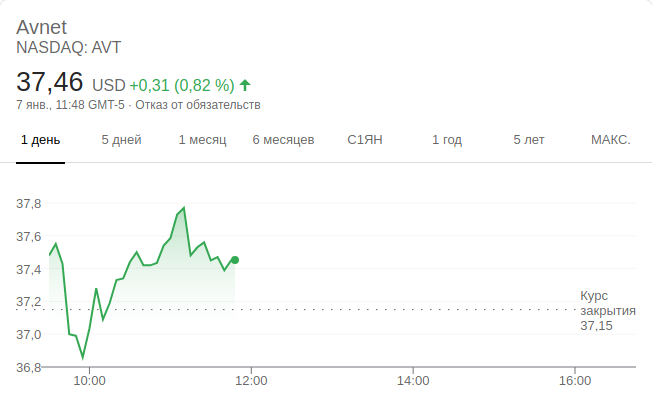 Avnet
NASDAQ: AVT
37,46 USD +0,31 (0,82 %)
7 янв., 11:48 GMT-5 · Отказ от обязательств
1 день 5 дней 1 месяц 6 месяцев С1ЯН 1 год 5 лет МАКС.
37,8
37,6
37,4
37,2
37,0
36,8
Курс
закрытия
37,15
10:00 12:00 14:00 16:00